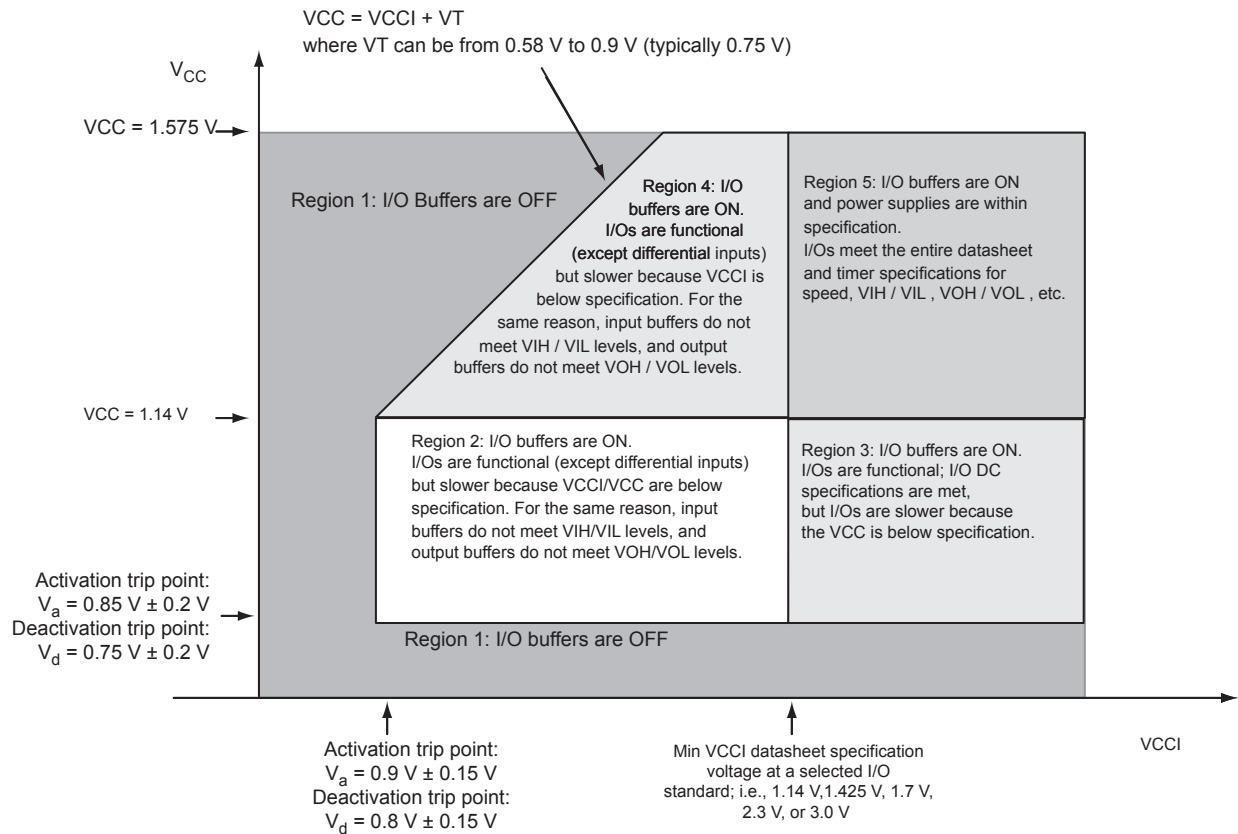 VCC = VCCI + VT
where VT can be from 0.58 V to 0.9 V (typically 0.75 V)
VCC
VCC = 1.575 V
Region 1: I/O Buffers are OFF
Region 4: I/O
buffers are ON.
I/Os are functional
(except differential inputs)
but slower because VCCI is
below specification. For the
same reason, input buffers do not
meet VIH / VIL levels, and output
buffers do not meet VOH / VOL levels.
Region 5: I/O buffers are ON
and power supplies are within
specification.
I/Os meet the entire datasheet
and timer specifications for
speed, VIH / VIL , VOH / VOL , etc.
VCC = 1.14 V
Region 2: I/O buffers are ON.
I/Os are functional (except differential inputs)
but slower because VCCI/VCC are below
specification. For the same reason, input
buffers do not meet VIH/VIL levels, and
output buffers do not meet VOH/VOL levels.
Region 3: I/O buffers are ON.
I/Os are functional; I/O DC
specifications are met,
but I/Os are slower because
the VCC is below specification.
Activation trip point:
Va = 0.85 V ± 0.2 V
Deactivation trip point:
Vd = 0.75 V ± 0.2 V
Region 1: I/O buffers are OFF
Activation trip point:
Va = 0.9 V ± 0.15 V
Deactivation trip point:
Vd = 0.8 V ± 0.15 V
Min VCCI datasheet specification
voltage at a selected I/O
standard; i.e., 1.14 V,1.425 V, 1.7 V,
2.3 V, or 3.0 V
VCCI